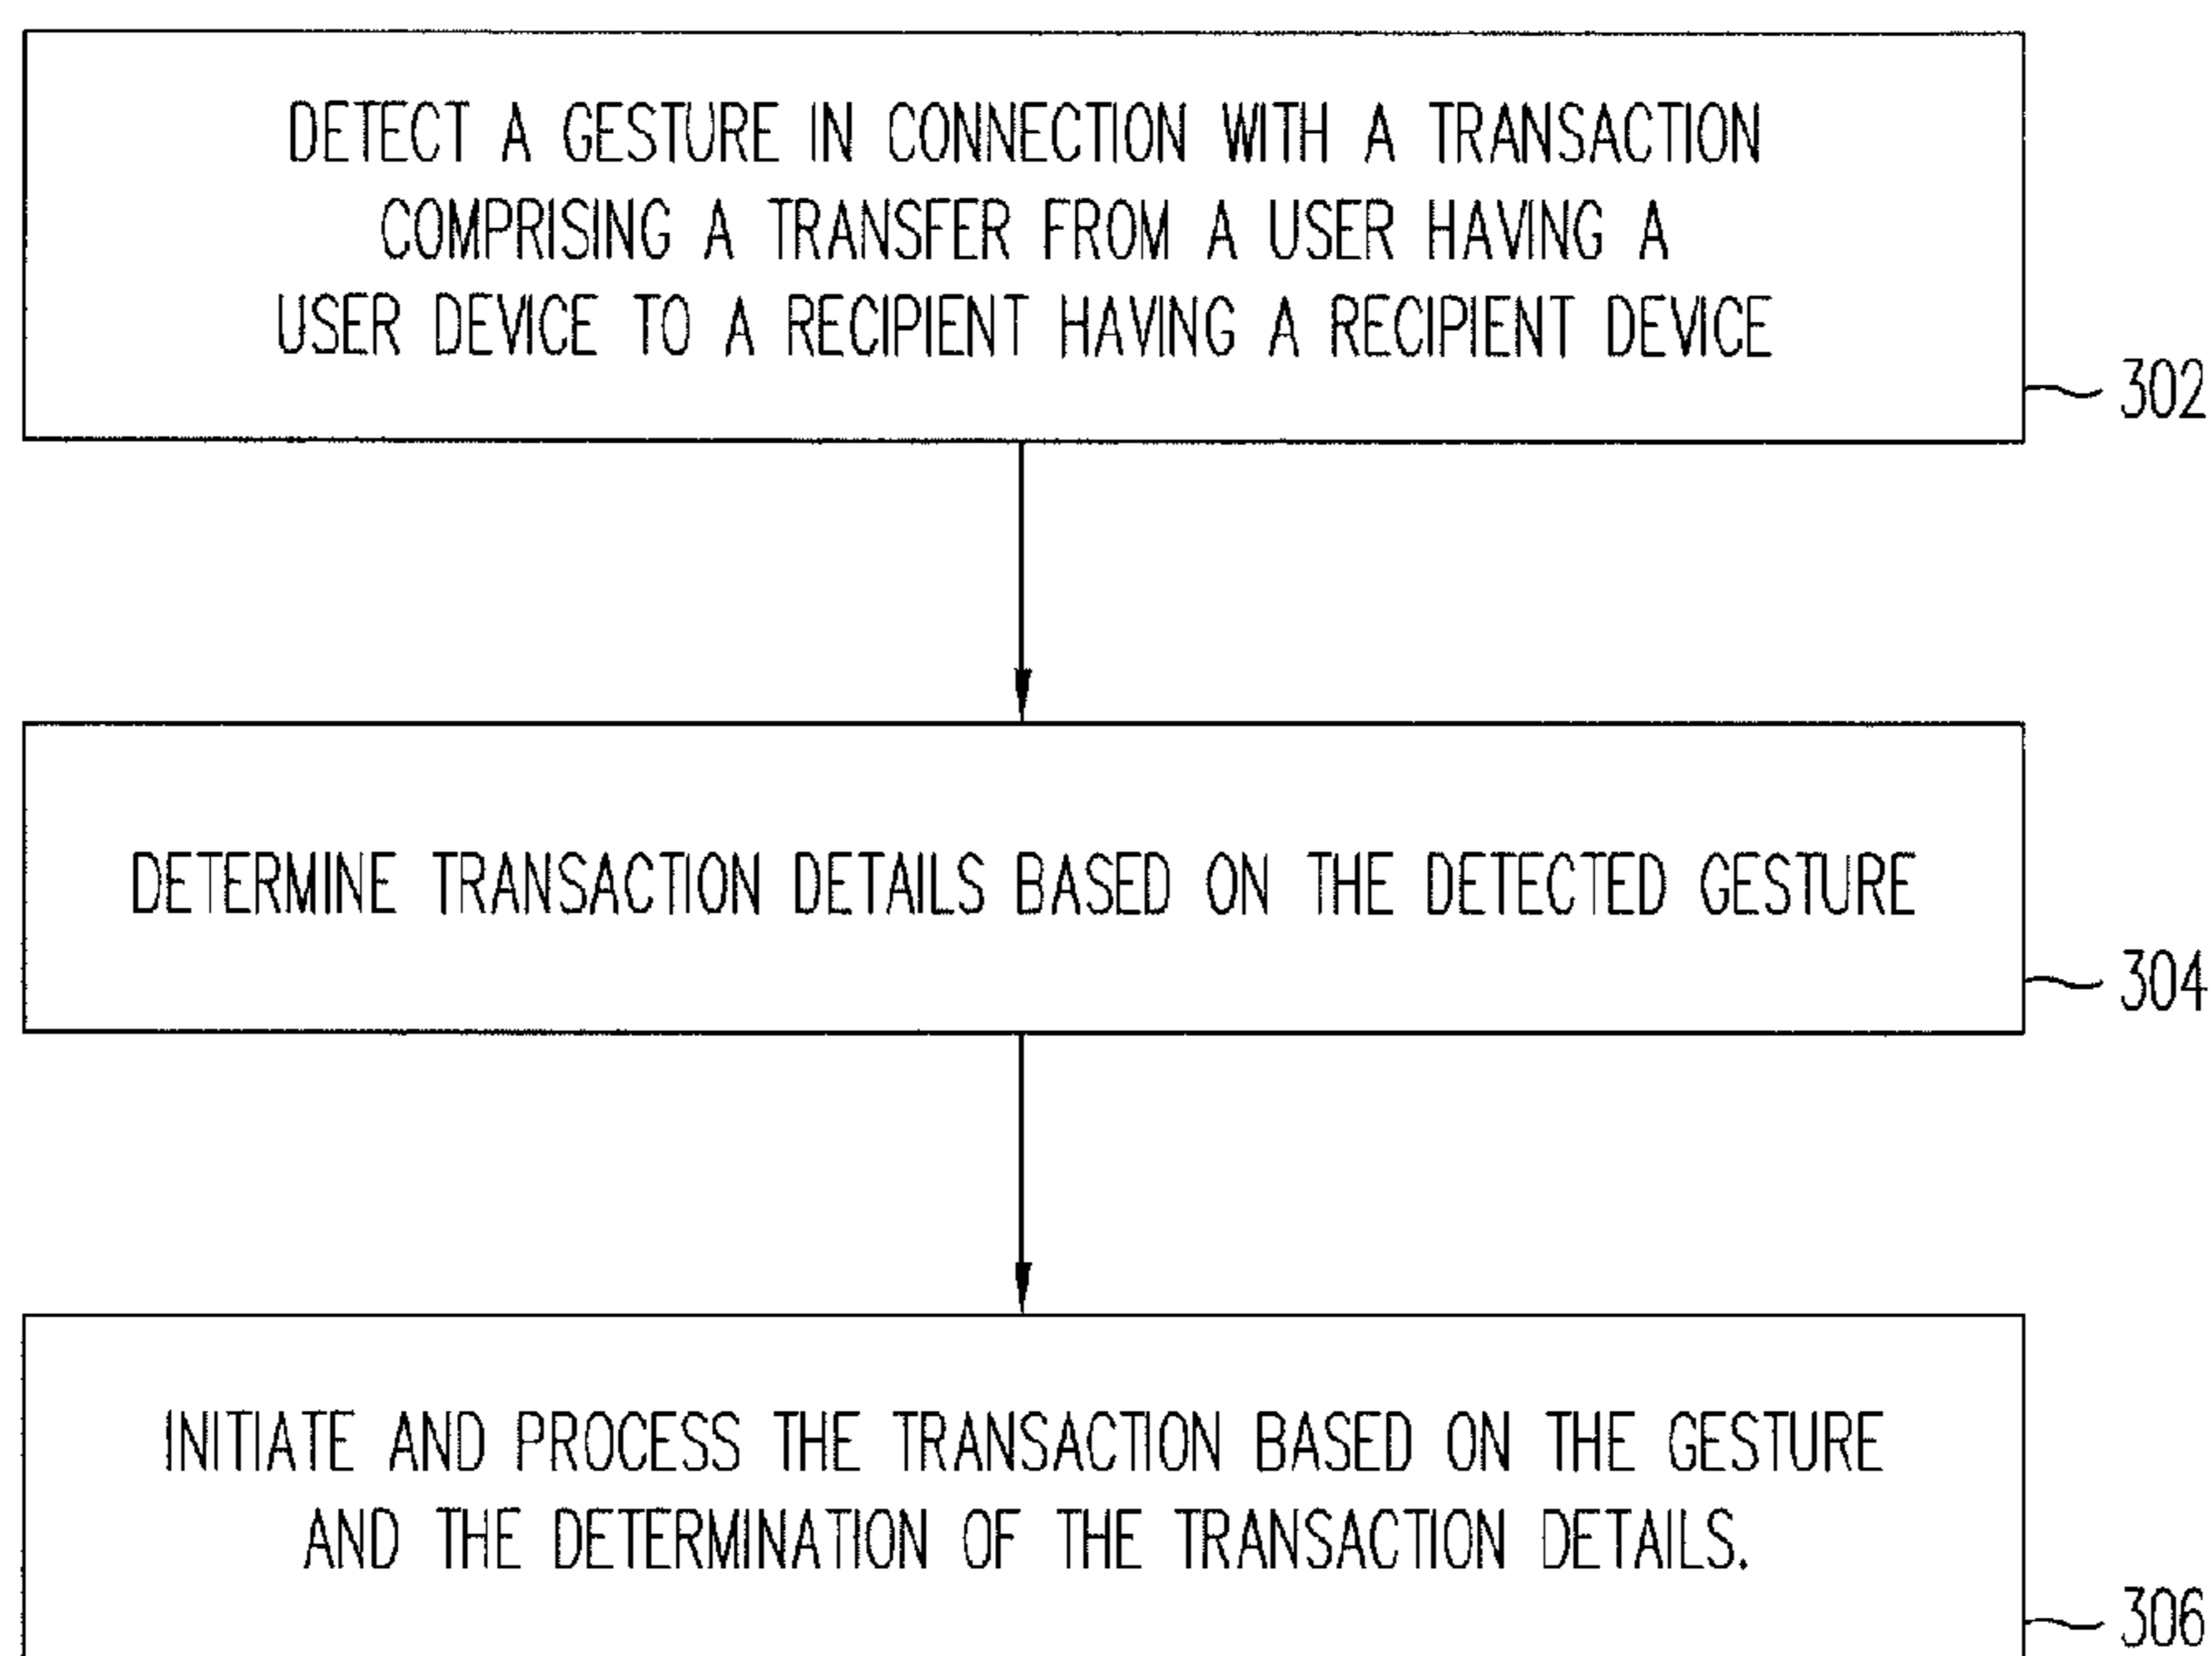 DETECT A GESTURE IN CONNECTION WITH A TRANSACTION
COMPRISING A TRANSFER FROM A USER HAVING A
USER DEVICE TO A RECIPIENT HAVING A RECIPIENT DEVICE
302
DETERMINE TRANSACTION DETAILS BASED ON THE DETECTED GESTURE
304
INITIATE AND PROCESS THE TRANSACTION BASED ON THE GESTURE
AND THE DETERMINATION OF THE TRANSACTION DETAILS.
306